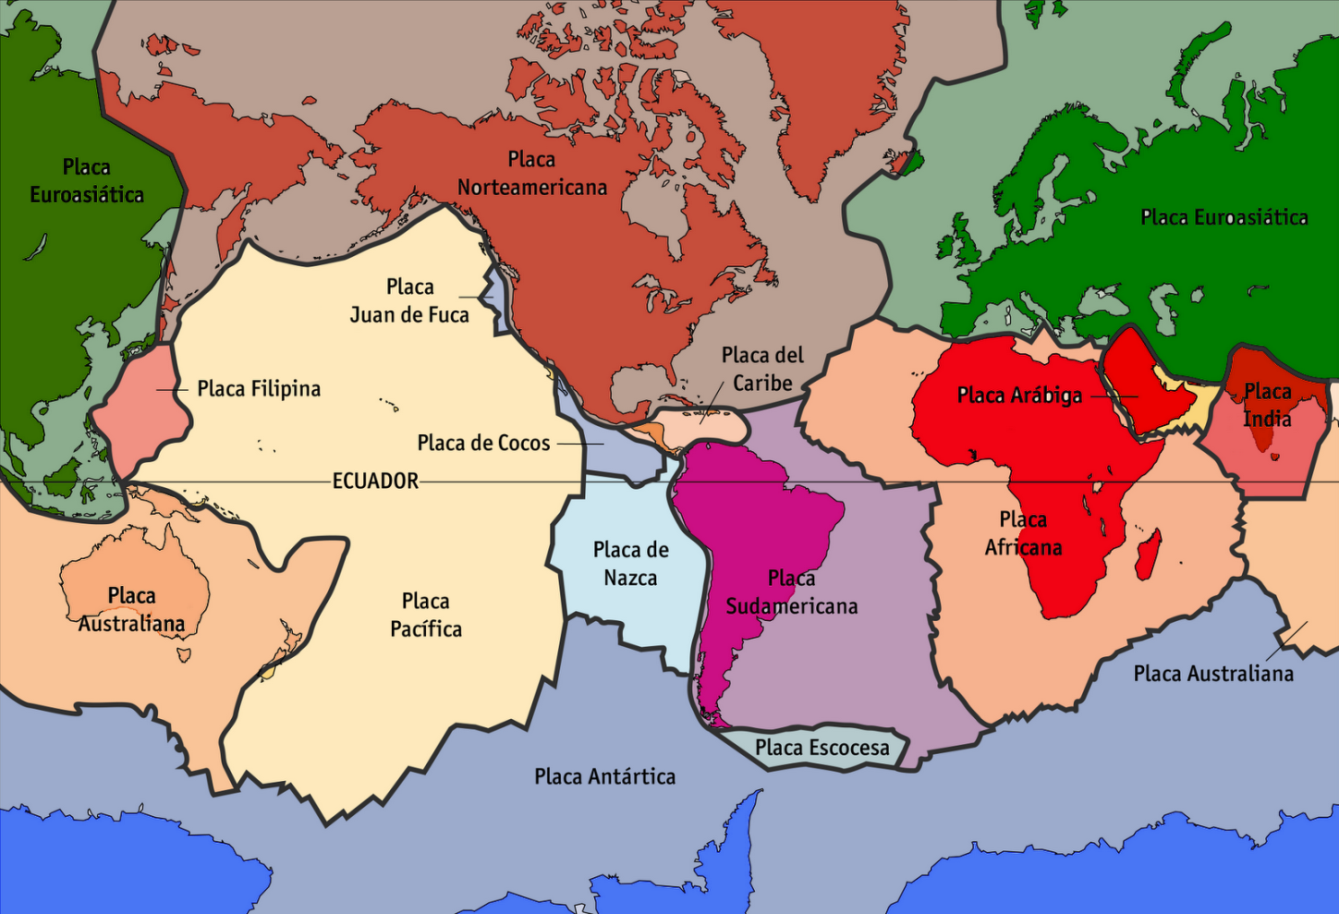 Placa
Euroasiática
Placa
Norteamericana
Placa Euroasiática
Placa
Juan de Fuca
Placa del
Caribe
Placa Filipina
Placa Arábiga
Placa
India
Placa de Cocos
ECUADOR
Placa
Africana
Placa de
Nazca
Placa
Sudamericana
Placa
Australiana
Placa
Pacífica
Placa Australiana
Placa Escocesa
Placa Antártica